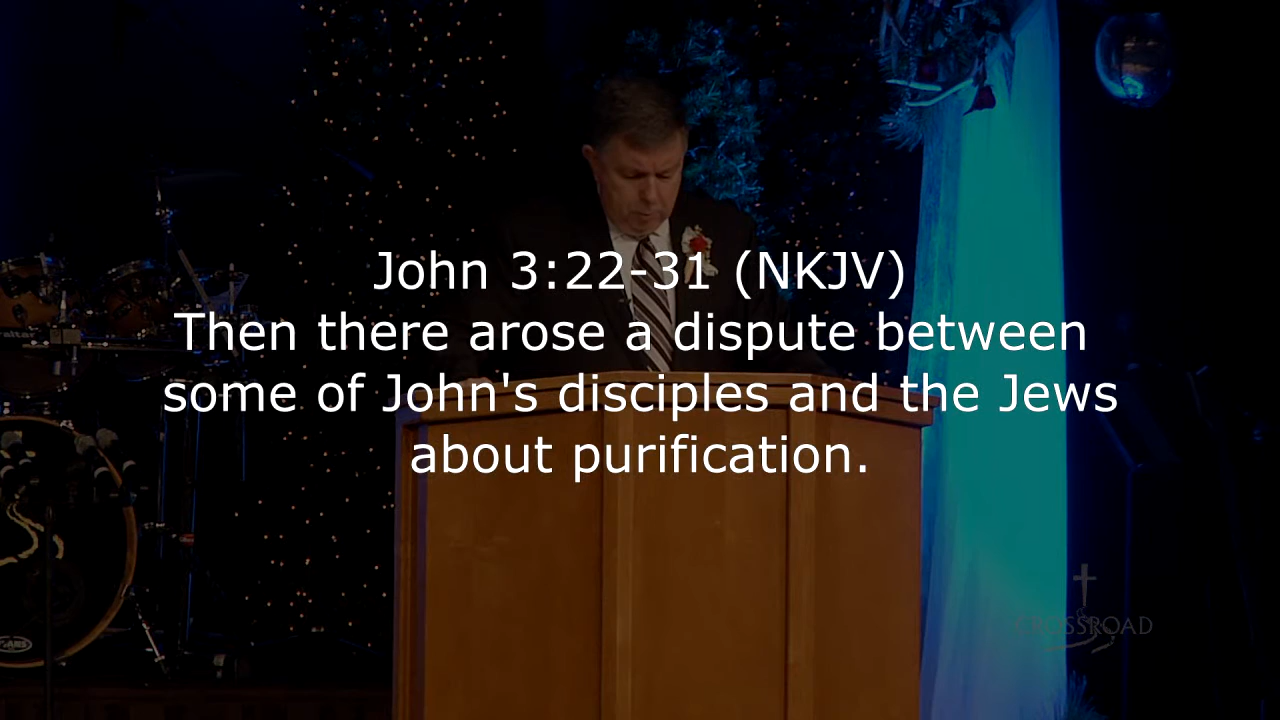 John 3:22-31 (NKJV)
Then there arose a dispute between
some of John's disciples and the Jews
about purification.
CROSSROAD